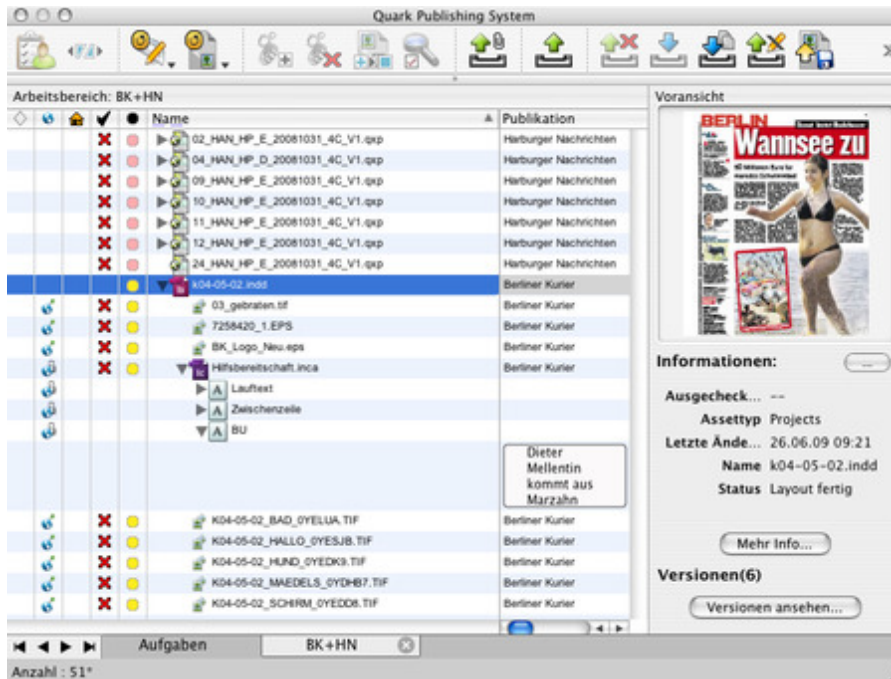 Quark Publishing System
Arbeitsbereich: BK+HN
Voransicht
Name
Publikation
02_HAN_HP_E_20081031_4C_V1.qxp Harburger Nachrichten
04_HAN_HP_D_20081031_4C_V1.qxp Harburger Nachrichten
09_HAN_HP_E_20081031_4C_V1.qxp Harburger Nachrichten
10_HAN_HP_E_20081031_4C_V1.qxp Harburger Nachrichten
11_HAN_HP_E_20081031_4C_V1.qxp Harburger Nachrichten
12_HAN_HP_E_20081031_4C_V1.qxp Harburger Nachrichten
24_HAN_HP_E_20081031_4C_V1.qxp Harburger Nachrichten
k04-05-02.indd Berliner Kurier
03_gebraten.tif Berliner Kurier
7258420_1.EPS Berliner Kurier
BK_Logo_Neu.eps Berliner Kurier
Hilfsbereitschaft.inca Berliner Kurier
A Lauftext
A Zwischenzeile
A BU
Dieter
Mellentin
kommt aus
Marzahn
K04-05-02_BAD_0YELUA.TIF Berliner Kurier
K04-05-02_HALLO_0YESJB.TIF Berliner Kurier
K04-05-02_HUND_0YEDK9.TIF Berliner Kurier
K04-05-02_MAEDELS_0YDHB7.TIF Berliner Kurier
K04-05-02_SCHIRM_0YEDD8.TIF Berliner Kurier
BERLIN
Wannsee zu
Informationen:
...
Ausgecheck... --
Assettyp Projects
Letzte Ände... 26.06.09 09:21
Name k04-05-02.indd
Status Layout fertig
Mehr Info...
Versionen(6)
Versionen ansehen...
Aufgaben
BK+HN
Anzahl : 51*